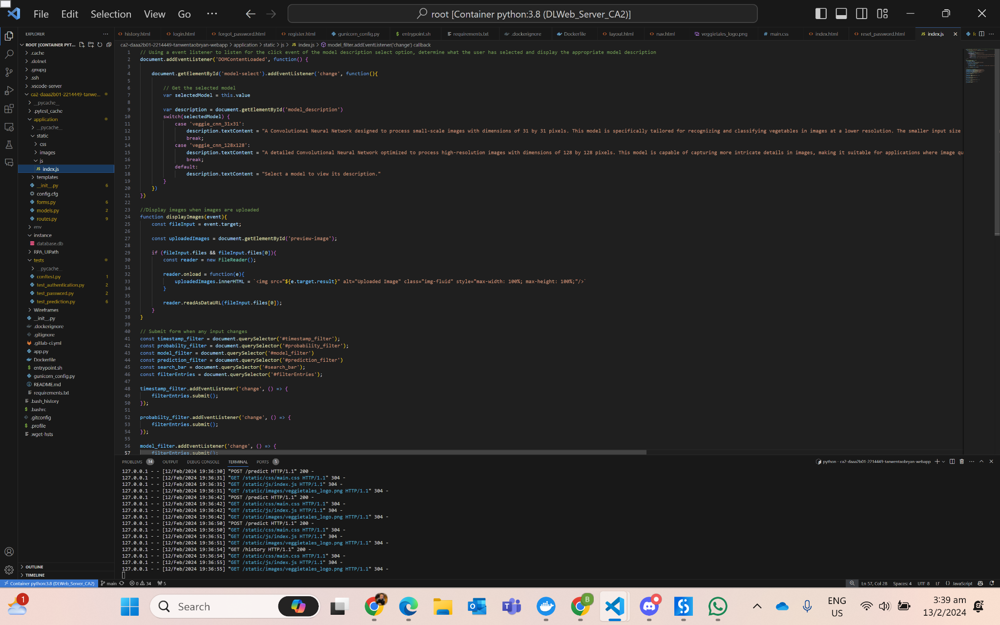 File Edit Selection View Go ··· root [Container python:3.8 (DLWeb_Server_CA2)]
EXPLORER ···
history.html login.html forgot_password.html register.html gunicorn_config.py $ entrypoint.sh requirements.txt .dockerignore Dockerfile layout.html nav.html veggietales_logo.png # main.css index.html reset_password.html JS index.js
ROOT [CONTAINER PYT...
.cache
.dotnet
.gnupg
.ssh
.vscode-server
ca2-daaa2b01-2214449-tanwe...
__pycache__
.pytest_cache
application
__pycache__
static
css
images
js
JS index.js
templates
__init__.py 6
config.cfg
forms.py 6
models.py 2
routes.py 9
env
instance
database.db
RPA_UIPath
tests
__pycache__
conftest.py 1
test_authentication.py 2
test_password.py 2
test_prediction.py 6
Wireframes
__init__.py
.dockerignore
.gitignore
.gitlab-ci.yml
app.py
Dockerfile
$ entrypoint.sh
gunicorn_config.py
README.md
requirements.txt
.bash_history
$ .bashrc
.gitconfig
$ .profile
.wget-hsts
OUTLINE
TIMELINE
ca2-daaa2b01-2214449-tanwentaobryan-webapp > application > static > js > JS index.js > model_filter.addEventListener('change') callback
1 // Using a event listener to listen for the click event of the model description select option, determine what the user has selected and display the appropriate model description
2 document.addEventListener('DOMContentLoaded', function() {
3
4 document.getElementById('model-select').addEventListener('change', function(){
5
6 // Get the selected model
7 var selectedModel = this.value
8
9 var description = document.getElementById('model_description')
10 switch(selectedModel) {
11 case 'veggie_cnn_31x31':
12 description.textContent = "A Convolutional Neural Network designed to process small-scale images with dimensions of 31 by 31 pixels. This model is specifically tailored for recognizing and classifying vegetables in images at a lower resolution. The smaller input size
13 break;
14 case 'veggie_cnn_128x128':
15 description.textContent = "A detailed Convolutional Neural Network optimized to process high-resolution images with dimensions of 128 by 128 pixels. This model is capable of capturing more intricate details in images, making it suitable for applications where image qu
16 break;
17 default:
18 description.textContent = "Select a model to view its description."
19 }
20 })
21 })
22
23 //Display images when images are uploaded
24 function displayImages(event){
25 const fileInput = event.target;
26
27 const uploadedImages = document.getElementById('preview-image');
28
29 if (fileInput.files && fileInput.files[0]){
30 const reader = new FileReader();
31
32 reader.onload = function(e){
33 uploadedImages.innerHTML = `<img src="${e.target.result}" alt="Uploaded Image" class="img-fluid" style="max-width: 100%; max-height: 100%;"/>`
34 }
35
36 reader.readAsDataURL(fileInput.files[0]);
37 }
38 }
39
40 // Submit form when any input changes
41 const timestamp_filter = document.querySelector('#timestamp_filter');
42 const probabilty_filter = document.querySelector('#probability_filter');
43 const model_filter = document.querySelector('#model_filter')
44 const prediction_filter = document.querySelector('#prediction_filter')
45 const search_bar = document.querySelector('#search_bar');
46 const filterEntries = document.querySelector('#filterEntries');
47
48 timestamp_filter.addEventListener('change', () => {
49 filterEntries.submit();
50 });
51
52 probabilty_filter.addEventListener('change', () => {
53 filterEntries.submit();
54 });
55
56 model_filter.addEventListener('change', () => {
57 filterEntries.submit();
PROBLEMS 34 OUTPUT DEBUG CONSOLE TERMINAL PORTS 5 python - ca2-daaa2b01-2214449-tanwentaobryan-webapp
127.0.0.1 - - [12/Feb/2024 19:36:30] "POST /predict HTTP/1.1" 200 -
127.0.0.1 - - [12/Feb/2024 19:36:31] "GET /static/css/main.css HTTP/1.1" 304 -
127.0.0.1 - - [12/Feb/2024 19:36:31] "GET /static/js/index.js HTTP/1.1" 304 -
127.0.0.1 - - [12/Feb/2024 19:36:31] "GET /static/images/veggietales_logo.png HTTP/1.1" 304 -
127.0.0.1 - - [12/Feb/2024 19:36:42] "POST /predict HTTP/1.1" 200 -
127.0.0.1 - - [12/Feb/2024 19:36:42] "GET /static/css/main.css HTTP/1.1" 304 -
127.0.0.1 - - [12/Feb/2024 19:36:42] "GET /static/js/index.js HTTP/1.1" 304 -
127.0.0.1 - - [12/Feb/2024 19:36:42] "GET /static/images/veggietales_logo.png HTTP/1.1" 304 -
127.0.0.1 - - [12/Feb/2024 19:36:50] "POST /predict HTTP/1.1" 200 -
127.0.0.1 - - [12/Feb/2024 19:36:50] "GET /static/css/main.css HTTP/1.1" 304 -
127.0.0.1 - - [12/Feb/2024 19:36:51] "GET /static/js/index.js HTTP/1.1" 304 -
127.0.0.1 - - [12/Feb/2024 19:36:51] "GET /static/images/veggietales_logo.png HTTP/1.1" 304 -
127.0.0.1 - - [12/Feb/2024 19:36:54] "GET /history HTTP/1.1" 200 -
127.0.0.1 - - [12/Feb/2024 19:36:54] "GET /static/css/main.css HTTP/1.1" 304 -
127.0.0.1 - - [12/Feb/2024 19:36:55] "GET /static/js/index.js HTTP/1.1" 304 -
127.0.0.1 - - [12/Feb/2024 19:36:55] "GET /static/images/veggietales_logo.png HTTP/1.1" 304 -
Container python:3.8 (DLWeb_Server_CA2) main 0 34 5 Ln 57, Col 28 Spaces: 4 UTF-8 LF {} JavaScript
1 Search B ENG US 3:39 am
13/2/2024